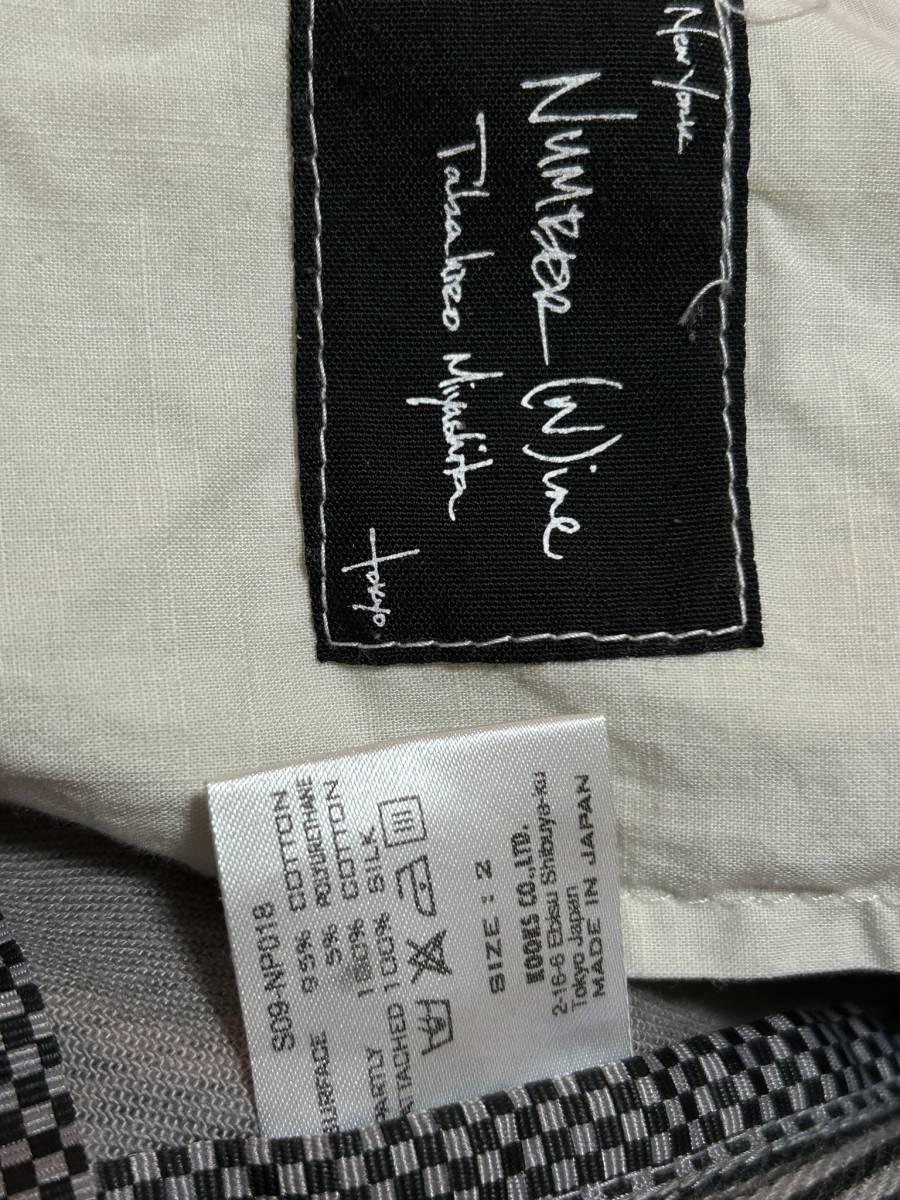 New York
NUMBER (N)ine
Takahiro Miyashita
tokyo.
S09-NP018
SURFACE 95% COTTON
5% POLYURETHANE
PARTLY 100% COTTON
ATTACHED 100% SILK
SIZE : 2
KOOKS CO.,LTD.
2-16-6 Ebisu Shibuya-ku
Tokyo Japan
MADE IN JAPAN